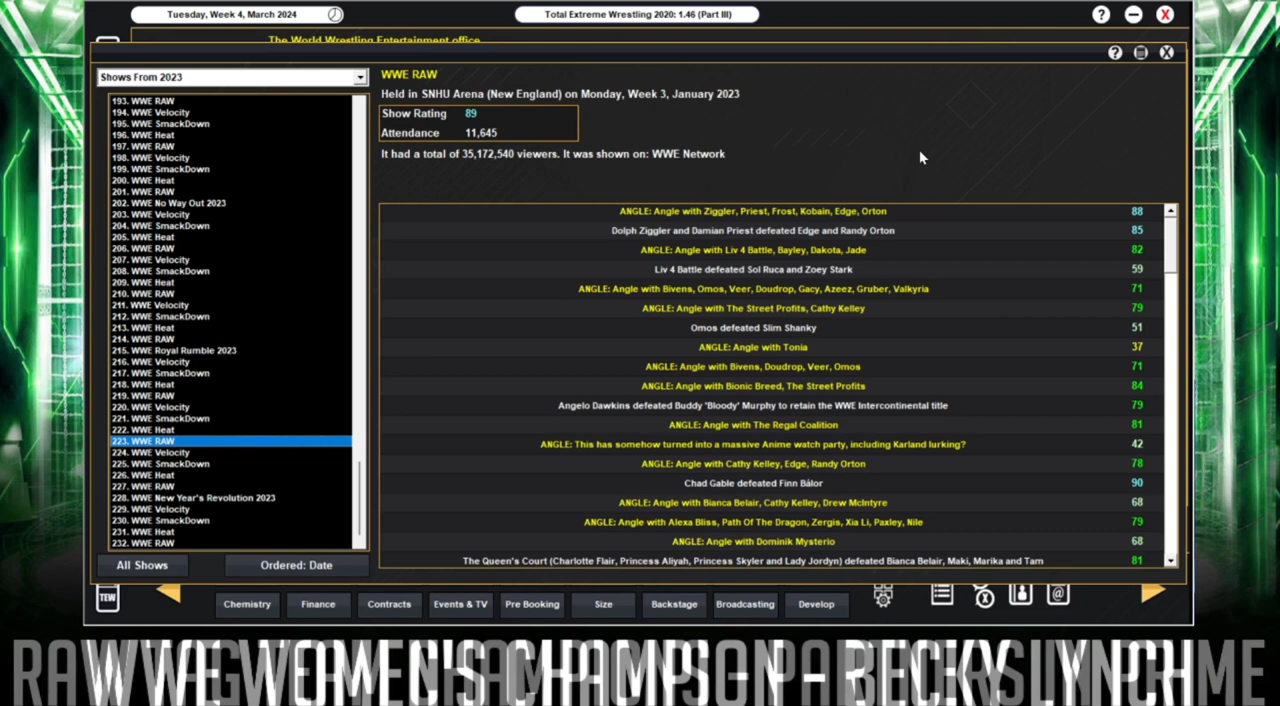 Tuesday, Week 4, March 2024
Total Extreme Wrestling 2020: 1.46 (Part III)
The World Wrestling Entertainment office
Shows From 2023
193. WWE RAW
194. WWE Velocity
195. WWE SmackDown
196. WWE Heat
197. WWE RAW
198. WWE Velocity
199. WWE SmackDown
200. WWE Heat
201. WWE RAW
202. WWE No Way Out 2023
203. WWE Velocity
204. WWE SmackDown
205. WWE Heat
206. WWE RAW
207. WWE Velocity
208. WWE SmackDown
209. WWE Heat
210. WWE RAW
211. WWE Velocity
212. WWE SmackDown
213. WWE Heat
214. WWE RAW
215. WWE Royal Rumble 2023
216. WWE Velocity
217. WWE SmackDown
218. WWE Heat
219. WWE RAW
220. WWE Velocity
221. WWE SmackDown
222. WWE Heat
223. WWE RAW
224. WWE Velocity
225. WWE SmackDown
226. WWE Heat
227. WWE RAW
228. WWE New Year's Revolution 2023
229. WWE Velocity
230. WWE SmackDown
231. WWE Heat
232. WWE RAW
All Shows
Ordered: Date
WWE RAW
Held in SNHU Arena (New England) on Monday, Week 3, January 2023
Show Rating 89
Attendance 11,645
It had a total of 35,172,540 viewers. It was shown on: WWE Network
ANGLE: Angle with Ziggler, Priest, Frost, Kobain, Edge, Orton 88
Dolph Ziggler and Damian Priest defeated Edge and Randy Orton 85
ANGLE: Angle with Liv 4 Battle, Bayley, Dakota, Jade 82
Liv 4 Battle defeated Sol Ruca and Zoey Stark 59
ANGLE: Angle with Bivens, Omos, Veer, Doudrop, Gacy, Azeez, Gruber, Valkyria 71
ANGLE: Angle with The Street Profits, Cathy Kelley 79
Omos defeated Slim Shanky 51
ANGLE: Angle with Tonia 37
ANGLE: Angle with Bivens, Doudrop, Veer, Omos 71
ANGLE: Angle with Bionic Breed, The Street Profits 84
Angelo Dawkins defeated Buddy 'Bloody' Murphy to retain the WWE Intercontinental title 79
ANGLE: Angle with The Regal Coalition 81
ANGLE: This has somehow turned into a massive Anime watch party, including Karland lurking? 42
ANGLE: Angle with Cathy Kelley, Edge, Randy Orton 78
Chad Gable defeated Finn Bálor 90
ANGLE: Angle with Bianca Belair, Cathy Kelley, Drew McIntyre 68
ANGLE: Angle with Alexa Bliss, Path Of The Dragon, Zergis, Xia Li, Paxley, Nile 79
ANGLE: Angle with Dominik Mysterio 68
The Queen's Court (Charlotte Flair, Princess Aliyah, Princess Skyler and Lady Jordyn) defeated Bianca Belair, Maki, Marika and Tam 81
TEW
Chemistry
Finance
Contracts
Events & TV
Pre Booking
Size
Backstage
Broadcasting
Develop